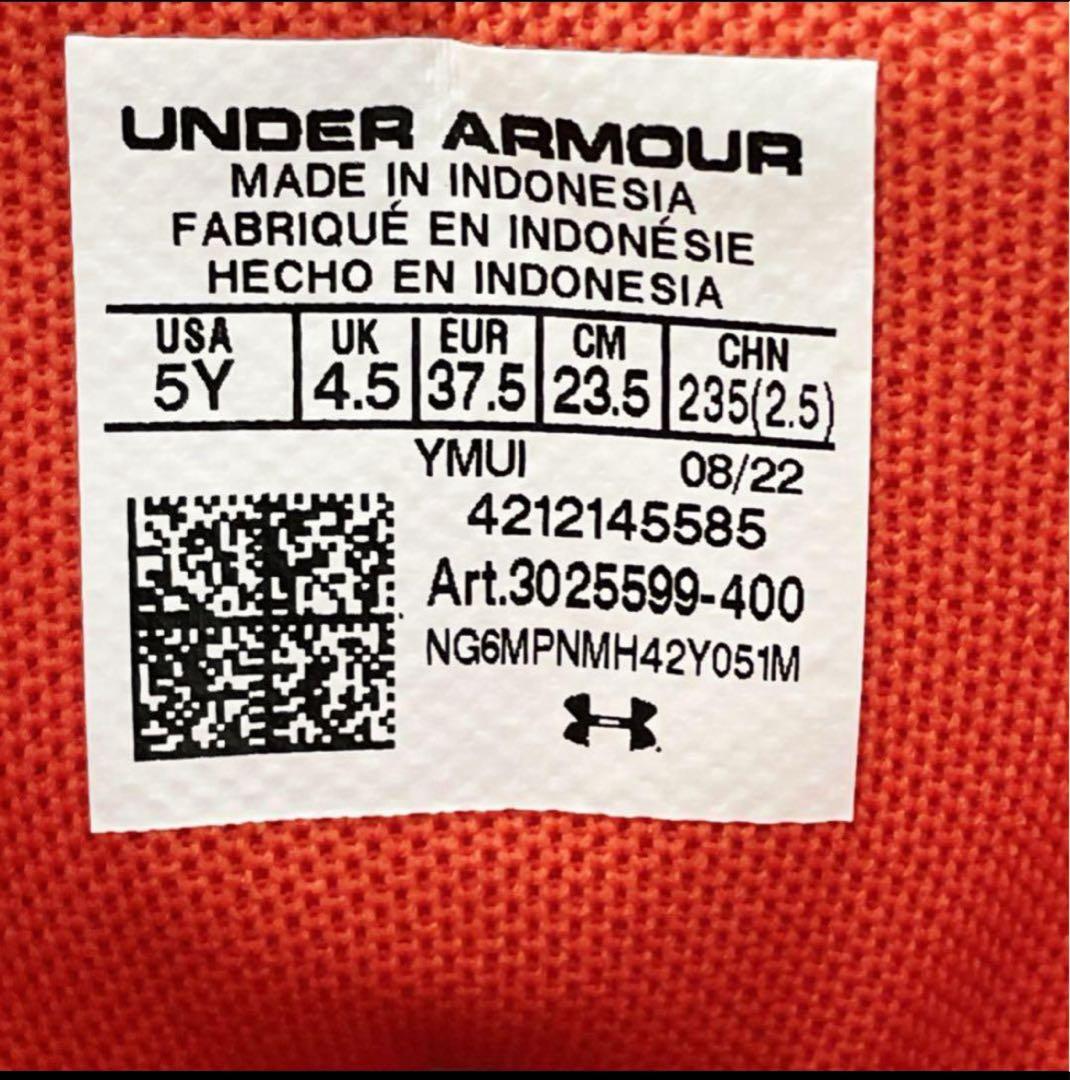 UNDER ARMOUR
MADE IN INDONESIA
FABRIQUÉ EN INDONÉSIE
HECHO EN INDONESIA
USA UK EUR CM CHN
5Y 4.5 37.5 23.5 235(2.5)
YMUI 08/22
4212145585
Art.3025599-400
NG6MPNMH42Y051M